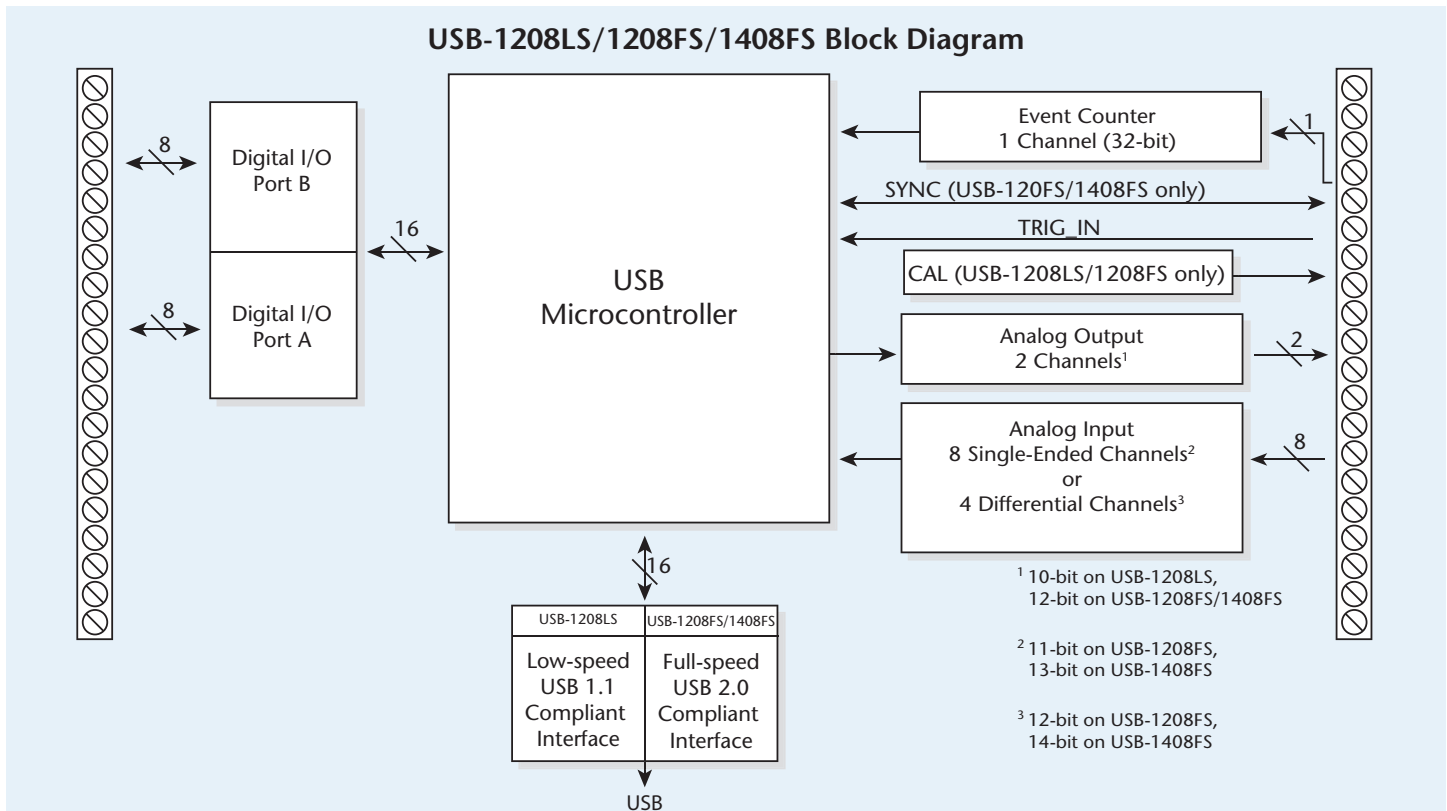 USB-1208LS/1208FS/1408FS Block Diagram
8
Digital I/O
Port B
16
8
Digital I/O
Port A
USB
Microcontroller
Event Counter
1 Channel (32-bit)
1
SYNC (USB-120FS/1408FS only)
TRIG_IN
CAL (USB-1208LS/1208FS only)
Analog Output
2 Channels¹
2
Analog Input
8 Single-Ended Channels²
or
4 Differential Channels³
8
16
USB-1208LS
Low-speed
USB 1.1
Compliant
Interface
USB-1208FS/1408FS
Full-speed
USB 2.0
Compliant
Interface
USB
¹ 10-bit on USB-1208LS,
12-bit on USB-1208FS/1408FS
² 11-bit on USB-1208FS,
13-bit on USB-1408FS
³ 12-bit on USB-1208FS,
14-bit on USB-1408FS